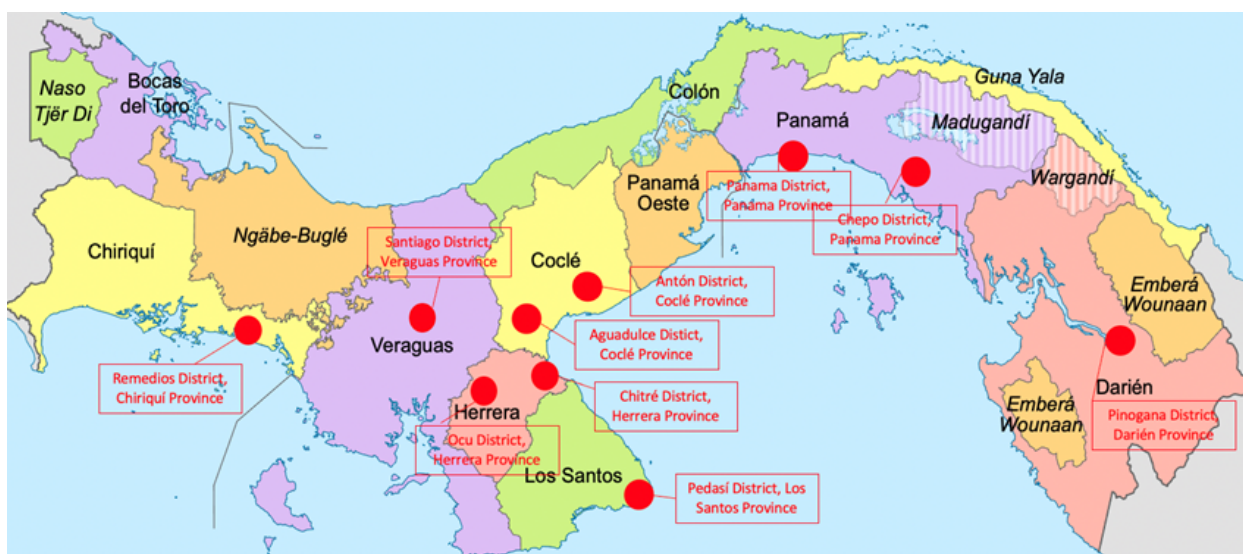 Naso
Tjër Di
Bocas
del Toro
Colón
Guna Yala
Panamá
Madugandí
Wargandí
Panamá
Oeste
Panama District,
Panama Province
Chepo District,
Panama Province
Chiriquí
Ngäbe-Buglé
Santiago District,
Veraguas Province
Coclé
Antón District,
Coclé Province
Emberá
Wounaan
Veraguas
Aguadulce Distict,
Coclé Province
Remedios District,
Chiriquí Province
Chitré District,
Herrera Province
Herrera
Ocu District,
Herrera Province
Darién
Emberá
Wounaan
Pinogana District,
Darién Province
Los Santos
Pedasí District, Los
Santos Province